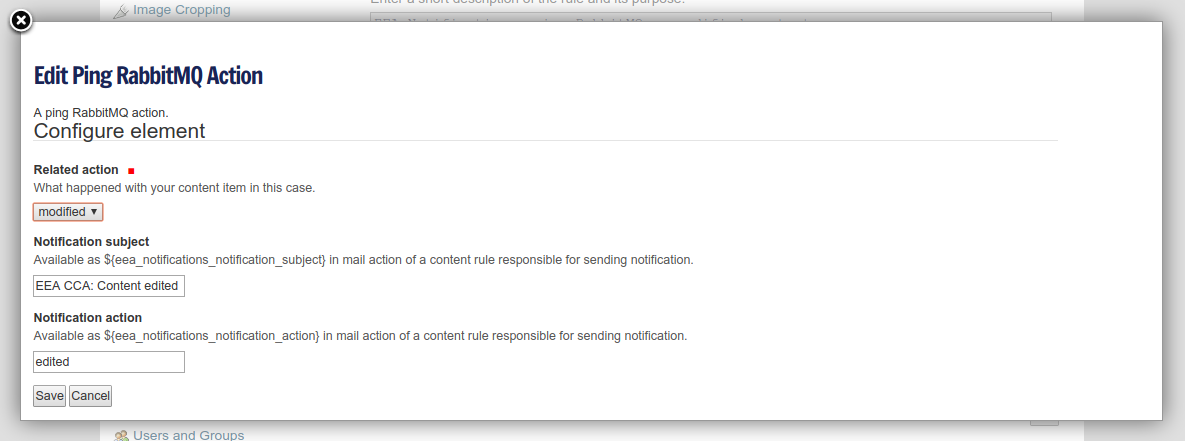 Image Cropping
Enter a short description of the rule and its purpose.
Edit Ping RabbitMQ Action
A ping RabbitMQ action.
Configure element
Related action
What happened with your content item in this case.
modified
Notification subject
Available as ${eea_notifications_notification_subject} in mail action of a content rule responsible for sending notification.
EEA CCA: Content edited
Notification action
Available as ${eea_notifications_notification_action} in mail action of a content rule responsible for sending notification.
edited
Save Cancel
Users and Groups